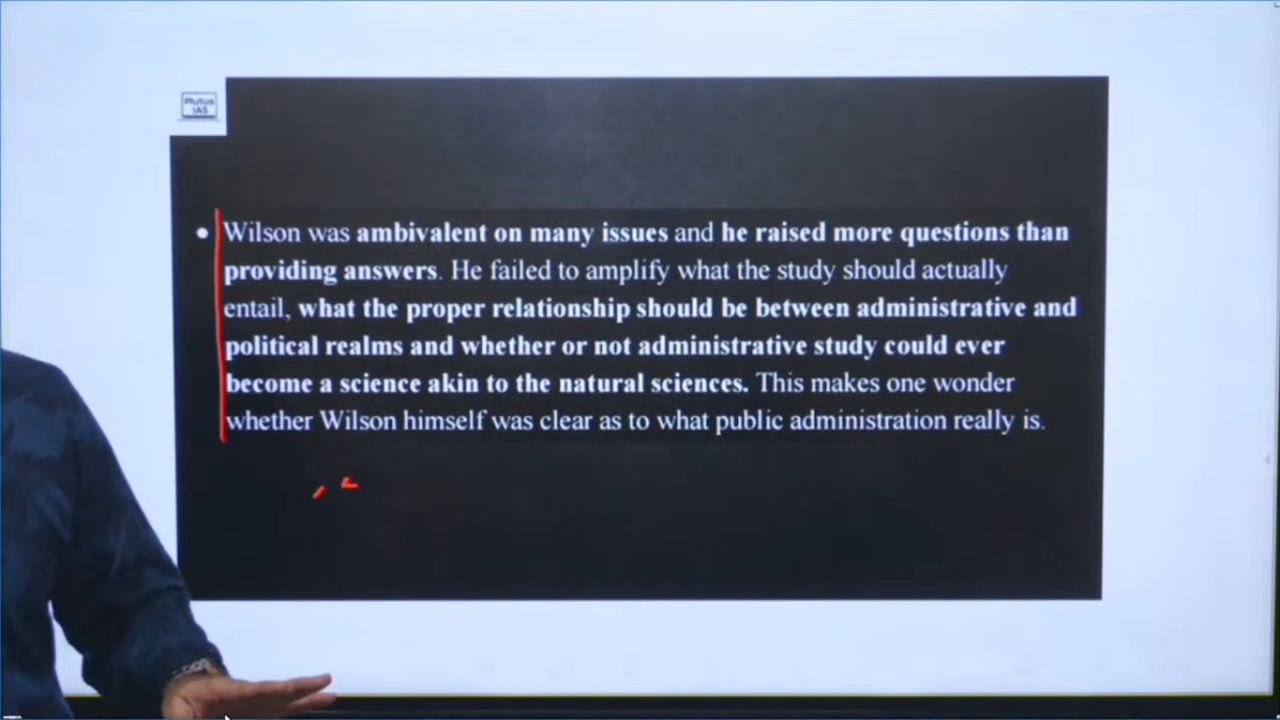 Plutus
IAS
Wilson was ambivalent on many issues and he raised more questions than
providing answers. He failed to amplify what the study should actually
entail, what the proper relationship should be between administrative and
political realms and whether or not administrative study could ever
become a science akin to the natural sciences. This makes one wonder
whether Wilson himself was clear as to what public administration really is.